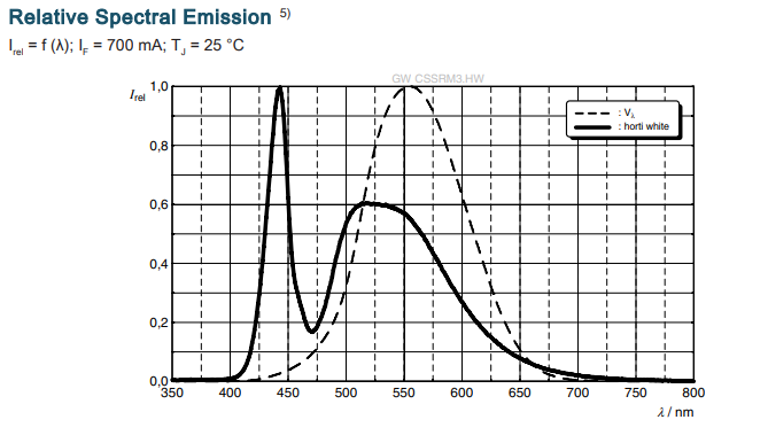 Relative Spectral Emission 5)
Irel = f (λ); IF = 700 mA; TJ = 25 °C
GW CSSRM3.HW
Irel
1,0
: Vλ
: horti white
0,8
0,6
0,4
0,2
0,0
350 400 450 500 550 600 650 700 750 800
λ / nm